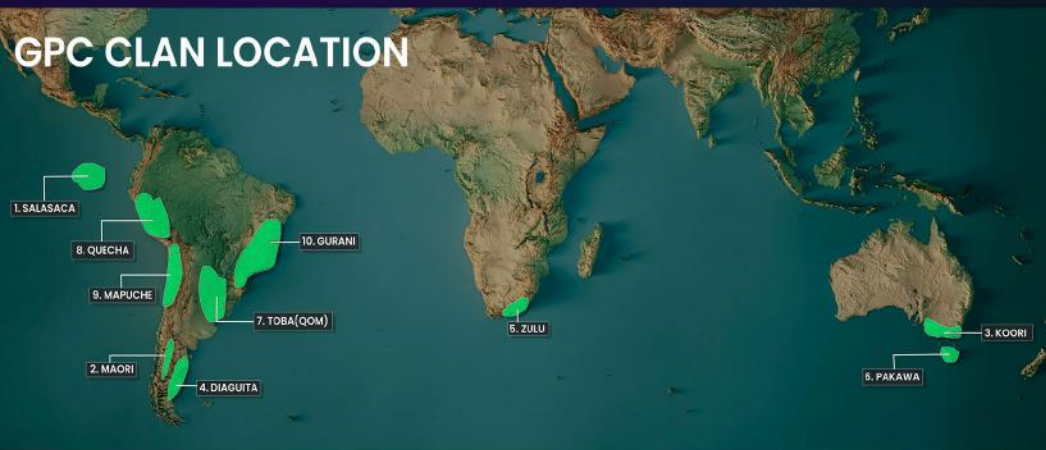 GPC CLAN LOCATION
1. SALASACA
8. QUECHA
10. GURANI
9. MAPUCHE
7. TOBA(QOM)
5. ZULU
3. KOORI
2. MAORI
4. DIAGUITA
6. PAKAWA